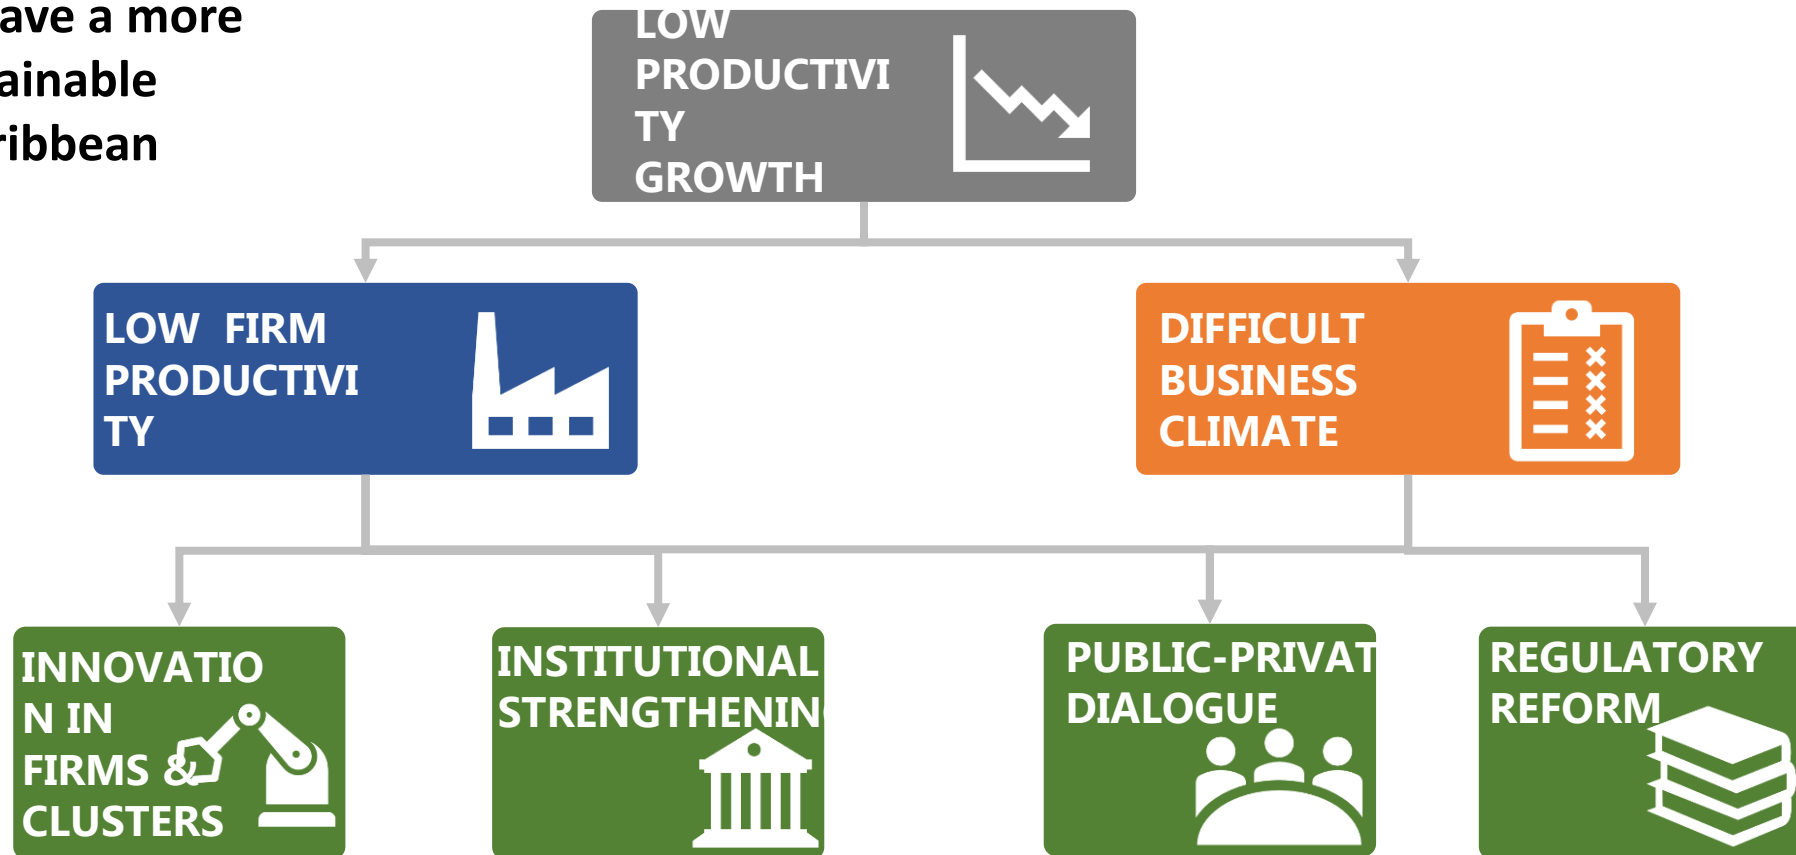 ave a more
ainable
ribbean
LOW
PRODUCTIVI
TY
GROWTH
LOW FIRM
PRODUCTIVI
TY
DIFFICULT
BUSINESS
CLIMATE
INNOVATIO
N IN
FIRMS &
CLUSTERS
INSTITUTIONAL
STRENGTHENIN
PUBLIC-PRIVAT
DIALOGUE
REGULATORY
REFORM